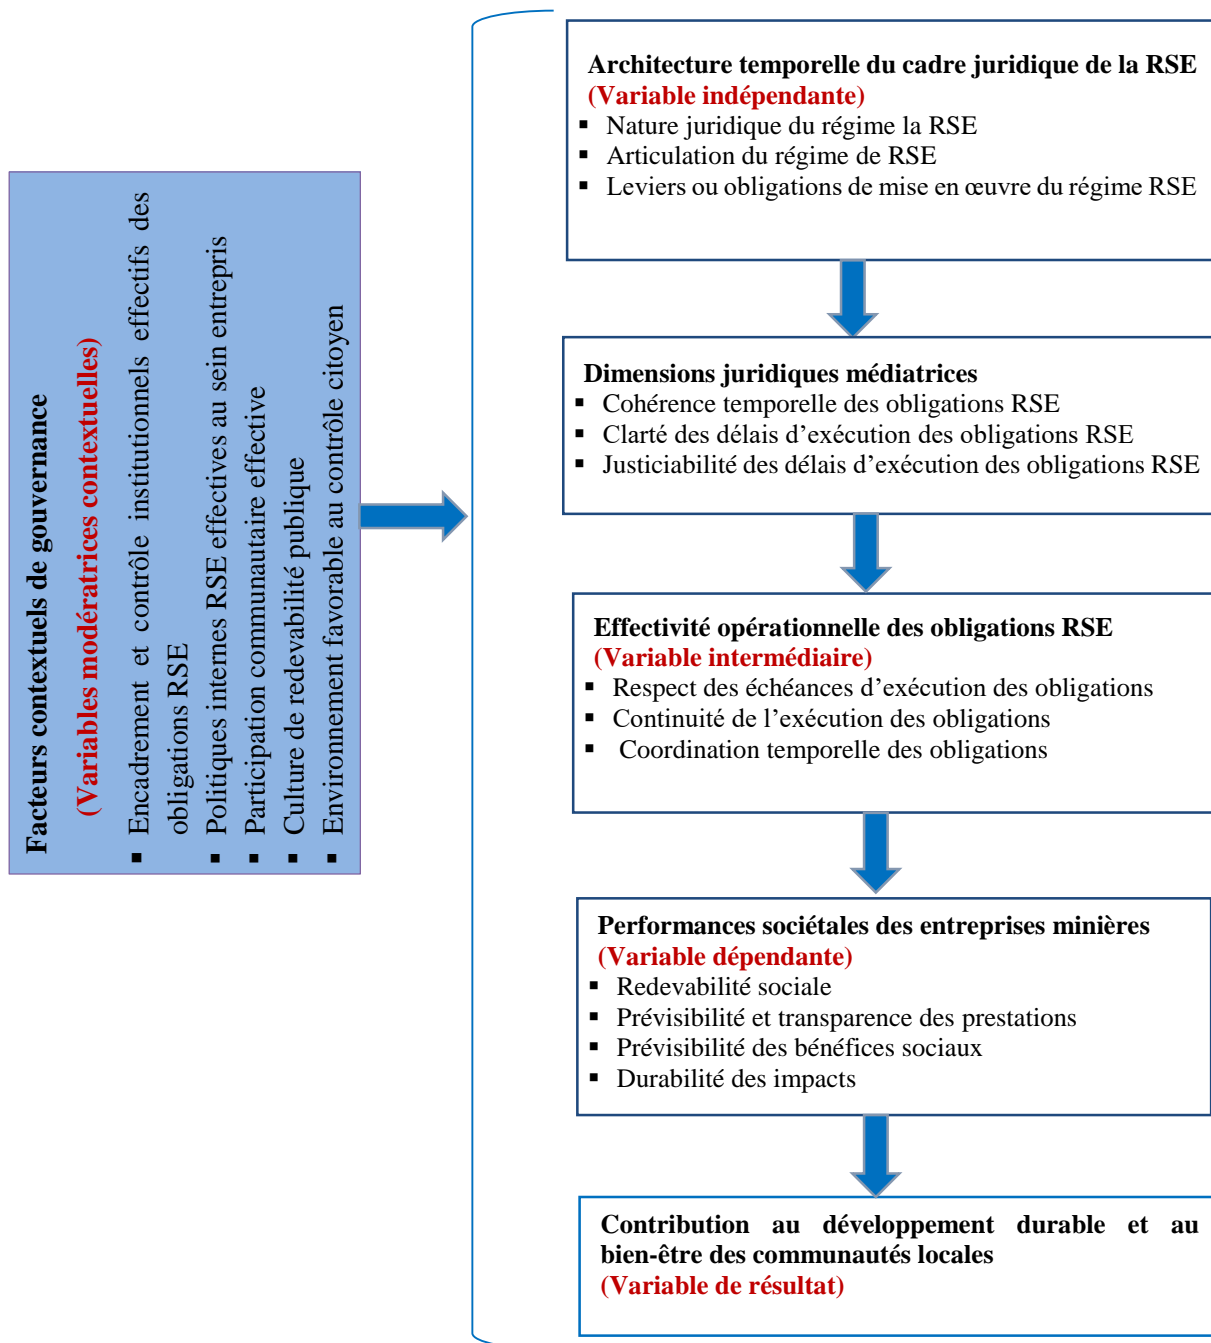 Facteurs contextuels de gouvernance
(Variables modératrices contextuelles)
▪ Encadrement et contrôle institutionnels effectifs des
obligations RSE
▪ Politiques internes RSE effectives au sein entrepris
▪ Participation communautaire effective
▪ Culture de redevabilité publique
▪ Environnement favorable au contrôle citoyen
Architecture temporelle du cadre juridique de la RSE
(Variable indépendante)
▪ Nature juridique du régime la RSE
▪ Articulation du régime de RSE
▪ Leviers ou obligations de mise en œuvre du régime RSE
Dimensions juridiques médiatrices
▪ Cohérence temporelle des obligations RSE
▪ Clarté des délais d’exécution des obligations RSE
▪ Justiciabilité des délais d’exécution des obligations RSE
Effectivité opérationnelle des obligations RSE
(Variable intermédiaire)
▪ Respect des échéances d’exécution des obligations
▪ Continuité de l’exécution des obligations
▪ Coordination temporelle des obligations
Performances sociétales des entreprises minières
(Variable dépendante)
▪ Redevabilité sociale
▪ Prévisibilité et transparence des prestations
▪ Prévisibilité des bénéfices sociaux
▪ Durabilité des impacts
Contribution au développement durable et au
bien-être des communautés locales
(Variable de résultat)